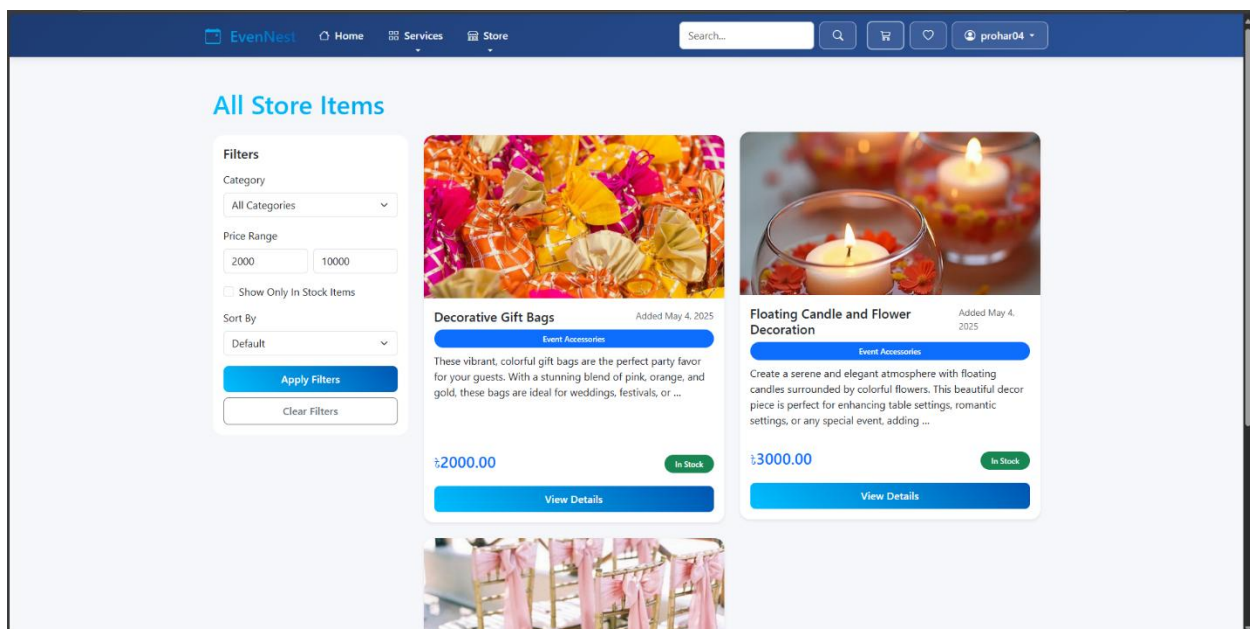 EvenNest
Home
Services
Store
Search...
prohar04
All Store Items
Filters
Category
All Categories
Price Range
2000
10000
Show Only In Stock Items
Sort By
Default
Apply Filters
Clear Filters
Decorative Gift Bags
Added May 4, 2025
Event Accessories
These vibrant, colorful gift bags are the perfect party favor
for your guests. With a stunning blend of pink, orange, and
gold, these bags are ideal for weddings, festivals, or ...
৳2000.00
In Stock
View Details
Floating Candle and Flower
Decoration
Added May 4,
2025
Event Accessories
Create a serene and elegant atmosphere with floating
candles surrounded by colorful flowers. This beautiful decor
piece is perfect for enhancing table settings, romantic
settings, or any special event, adding ...
৳3000.00
In Stock
View Details